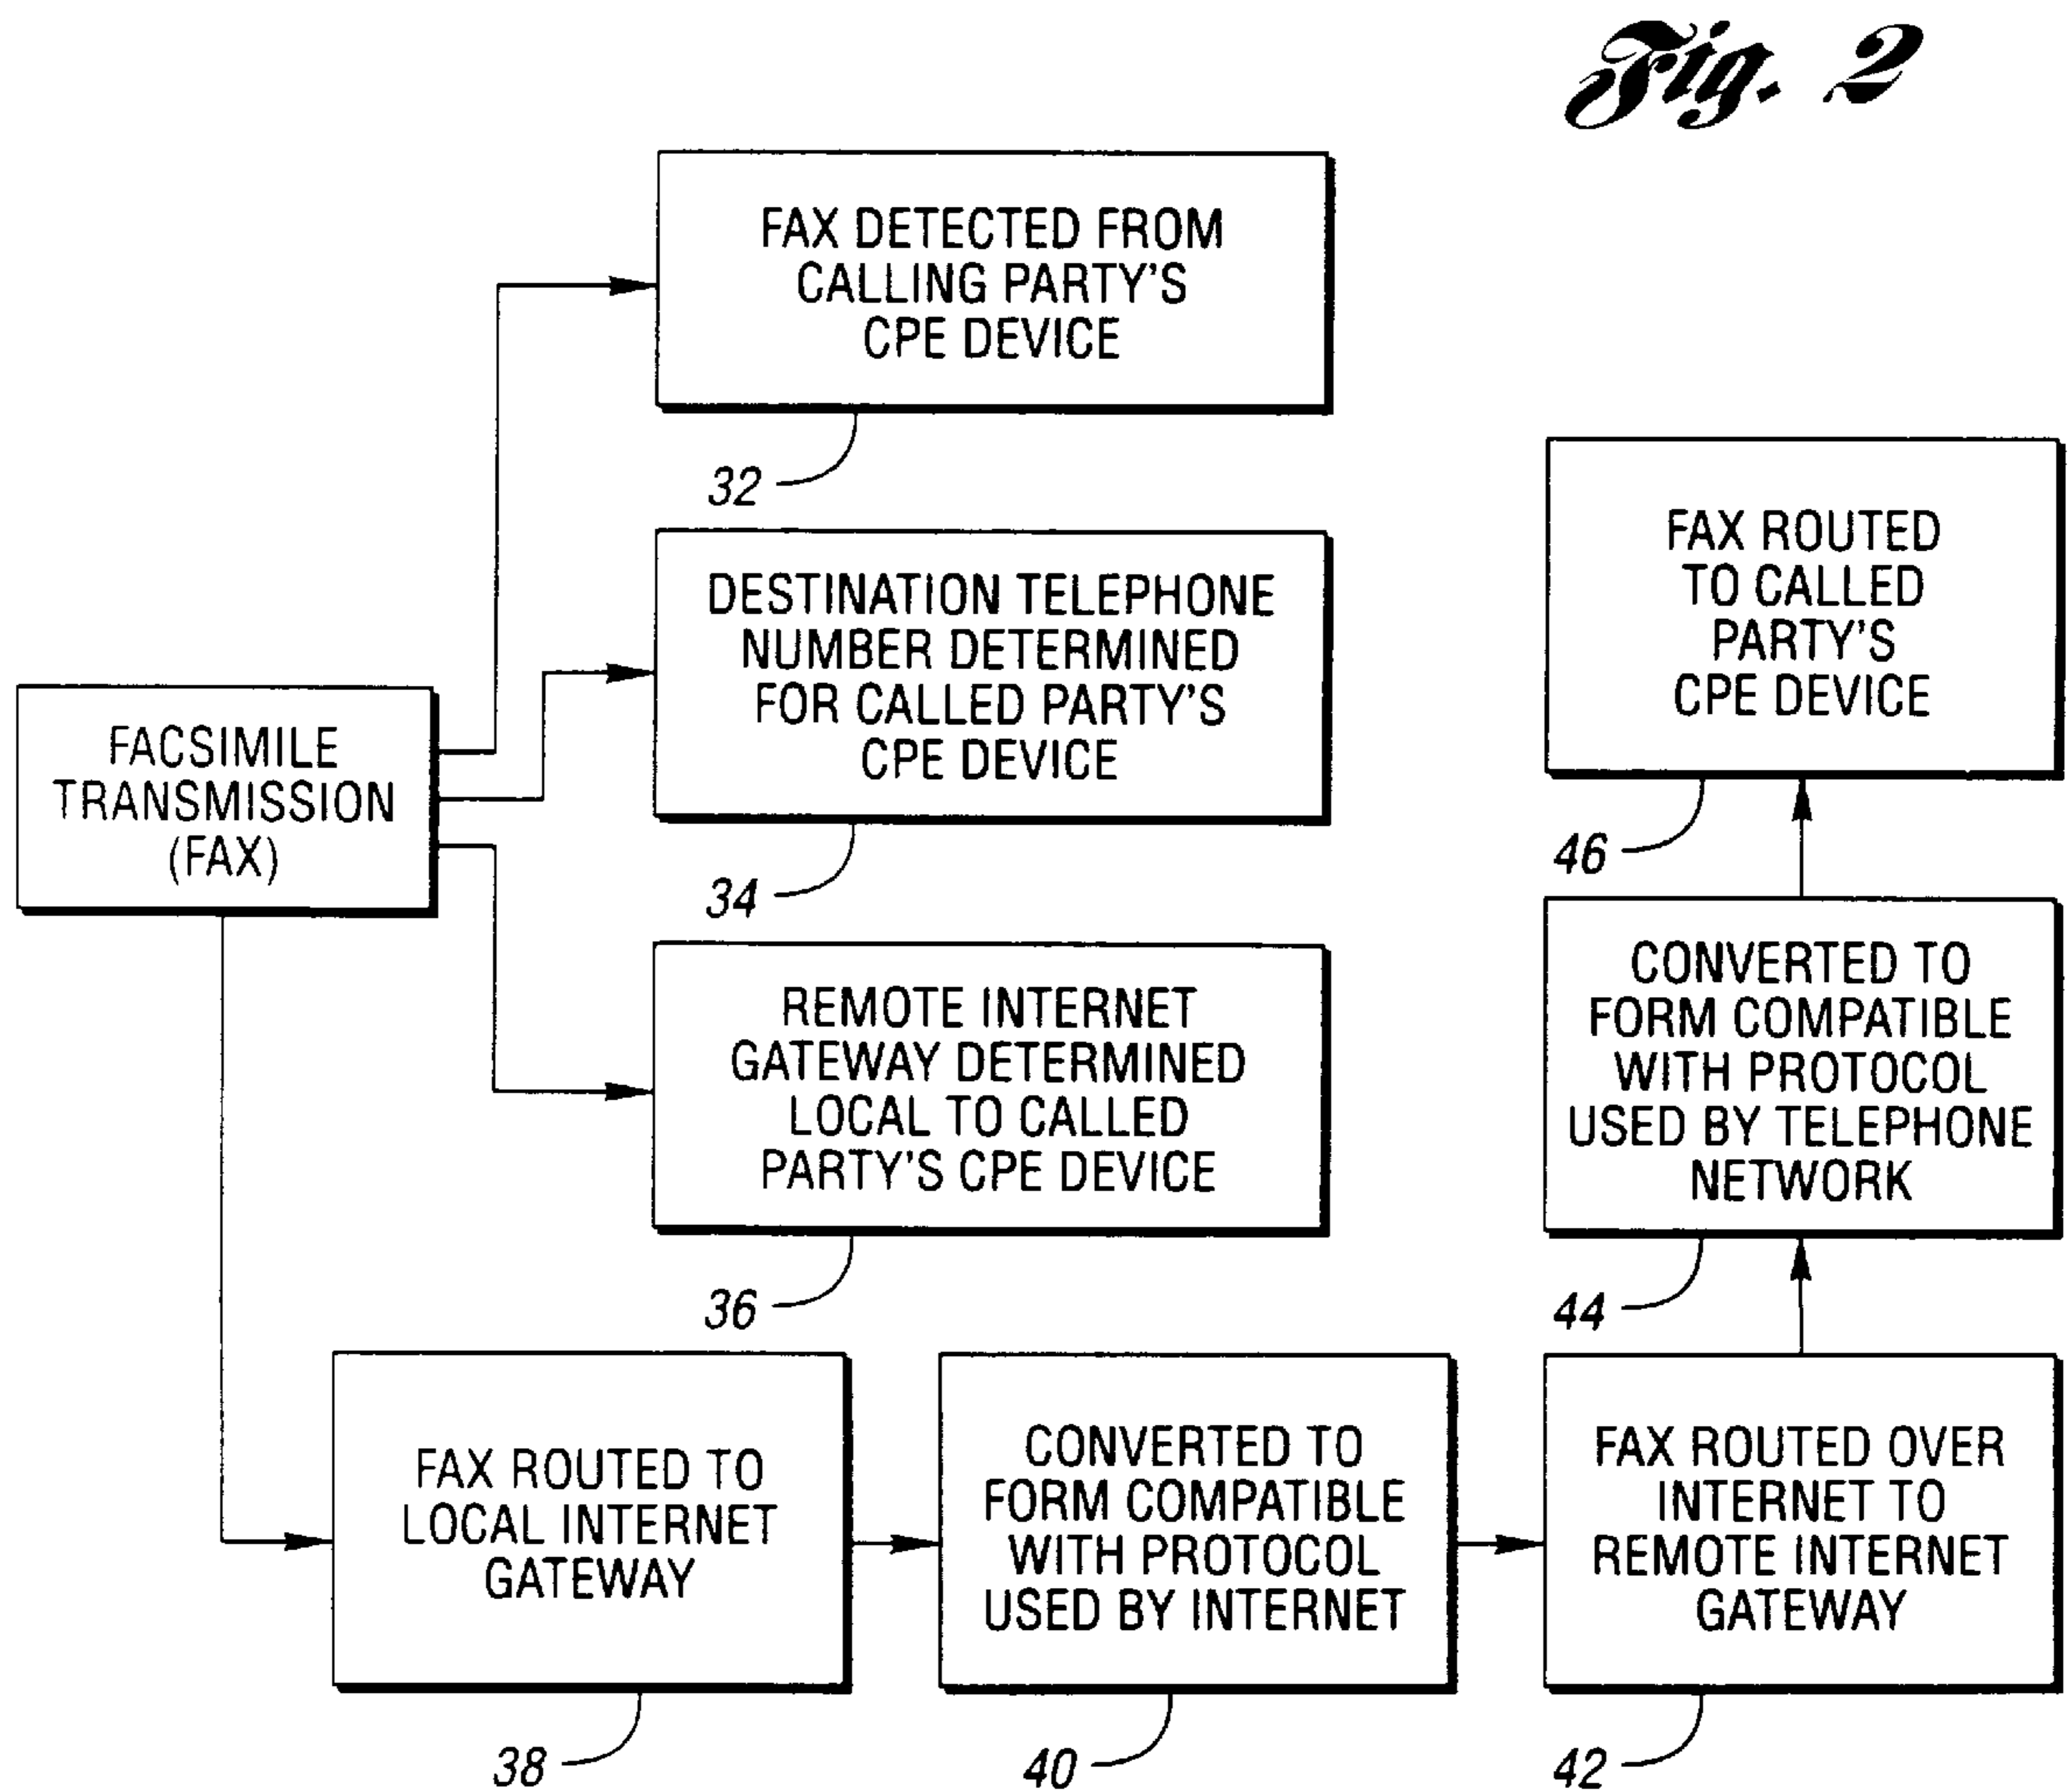 Fig. 2
FAX DETECTED FROM
CALLING PARTY'S
CPE DEVICE
32
DESTINATION TELEPHONE
NUMBER DETERMINED
FOR CALLED PARTY'S
CPE DEVICE
34
FACSIMILE
TRANSMISSION
(FAX)
REMOTE INTERNET
GATEWAY DETERMINED
LOCAL TO CALLED
PARTY'S CPE DEVICE
36
FAX ROUTED TO
LOCAL INTERNET
GATEWAY
38
CONVERTED TO
FORM COMPATIBLE
WITH PROTOCOL
USED BY INTERNET
40
FAX ROUTED OVER
INTERNET TO
REMOTE INTERNET
GATEWAY
42
CONVERTED TO
FORM COMPATIBLE
WITH PROTOCOL
USED BY TELEPHONE
NETWORK
44
FAX ROUTED
TO CALLED
PARTY'S
CPE DEVICE
46